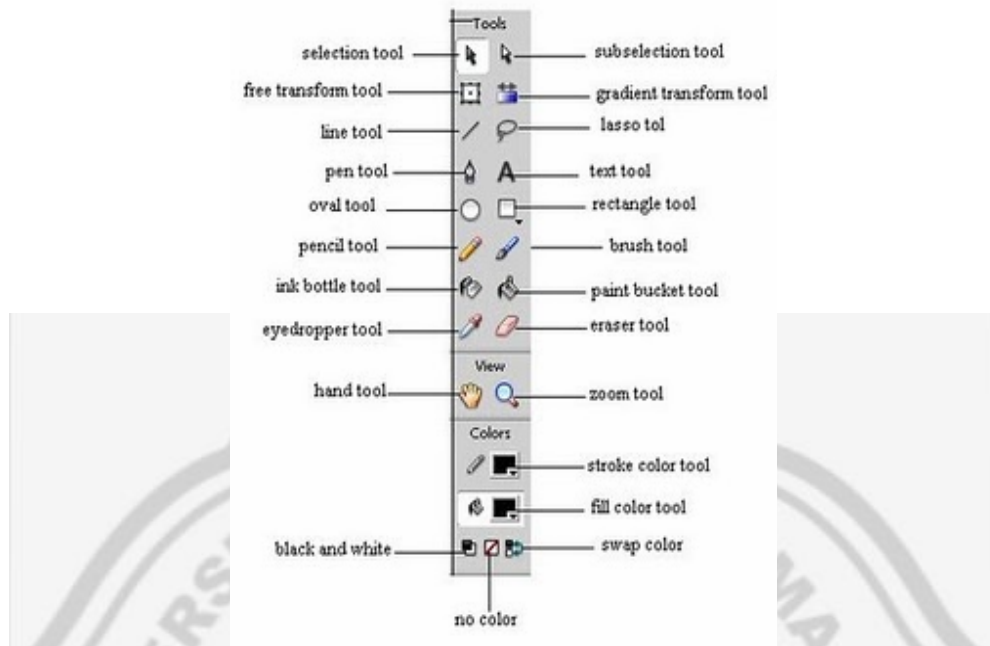 Tools
selection tool
subselection tool
free transform tool
gradient transform tool
line tool
lasso tol
pen tool
A
text tool
oval tool
rectangle tool
pencil tool
brush tool
ink bottle tool
paint bucket tool
eyedropper tool
eraser tool
View
hand tool
zoom tool
Colors
stroke color tool
fill color tool
black and white
swap color
no color
ERS
MA